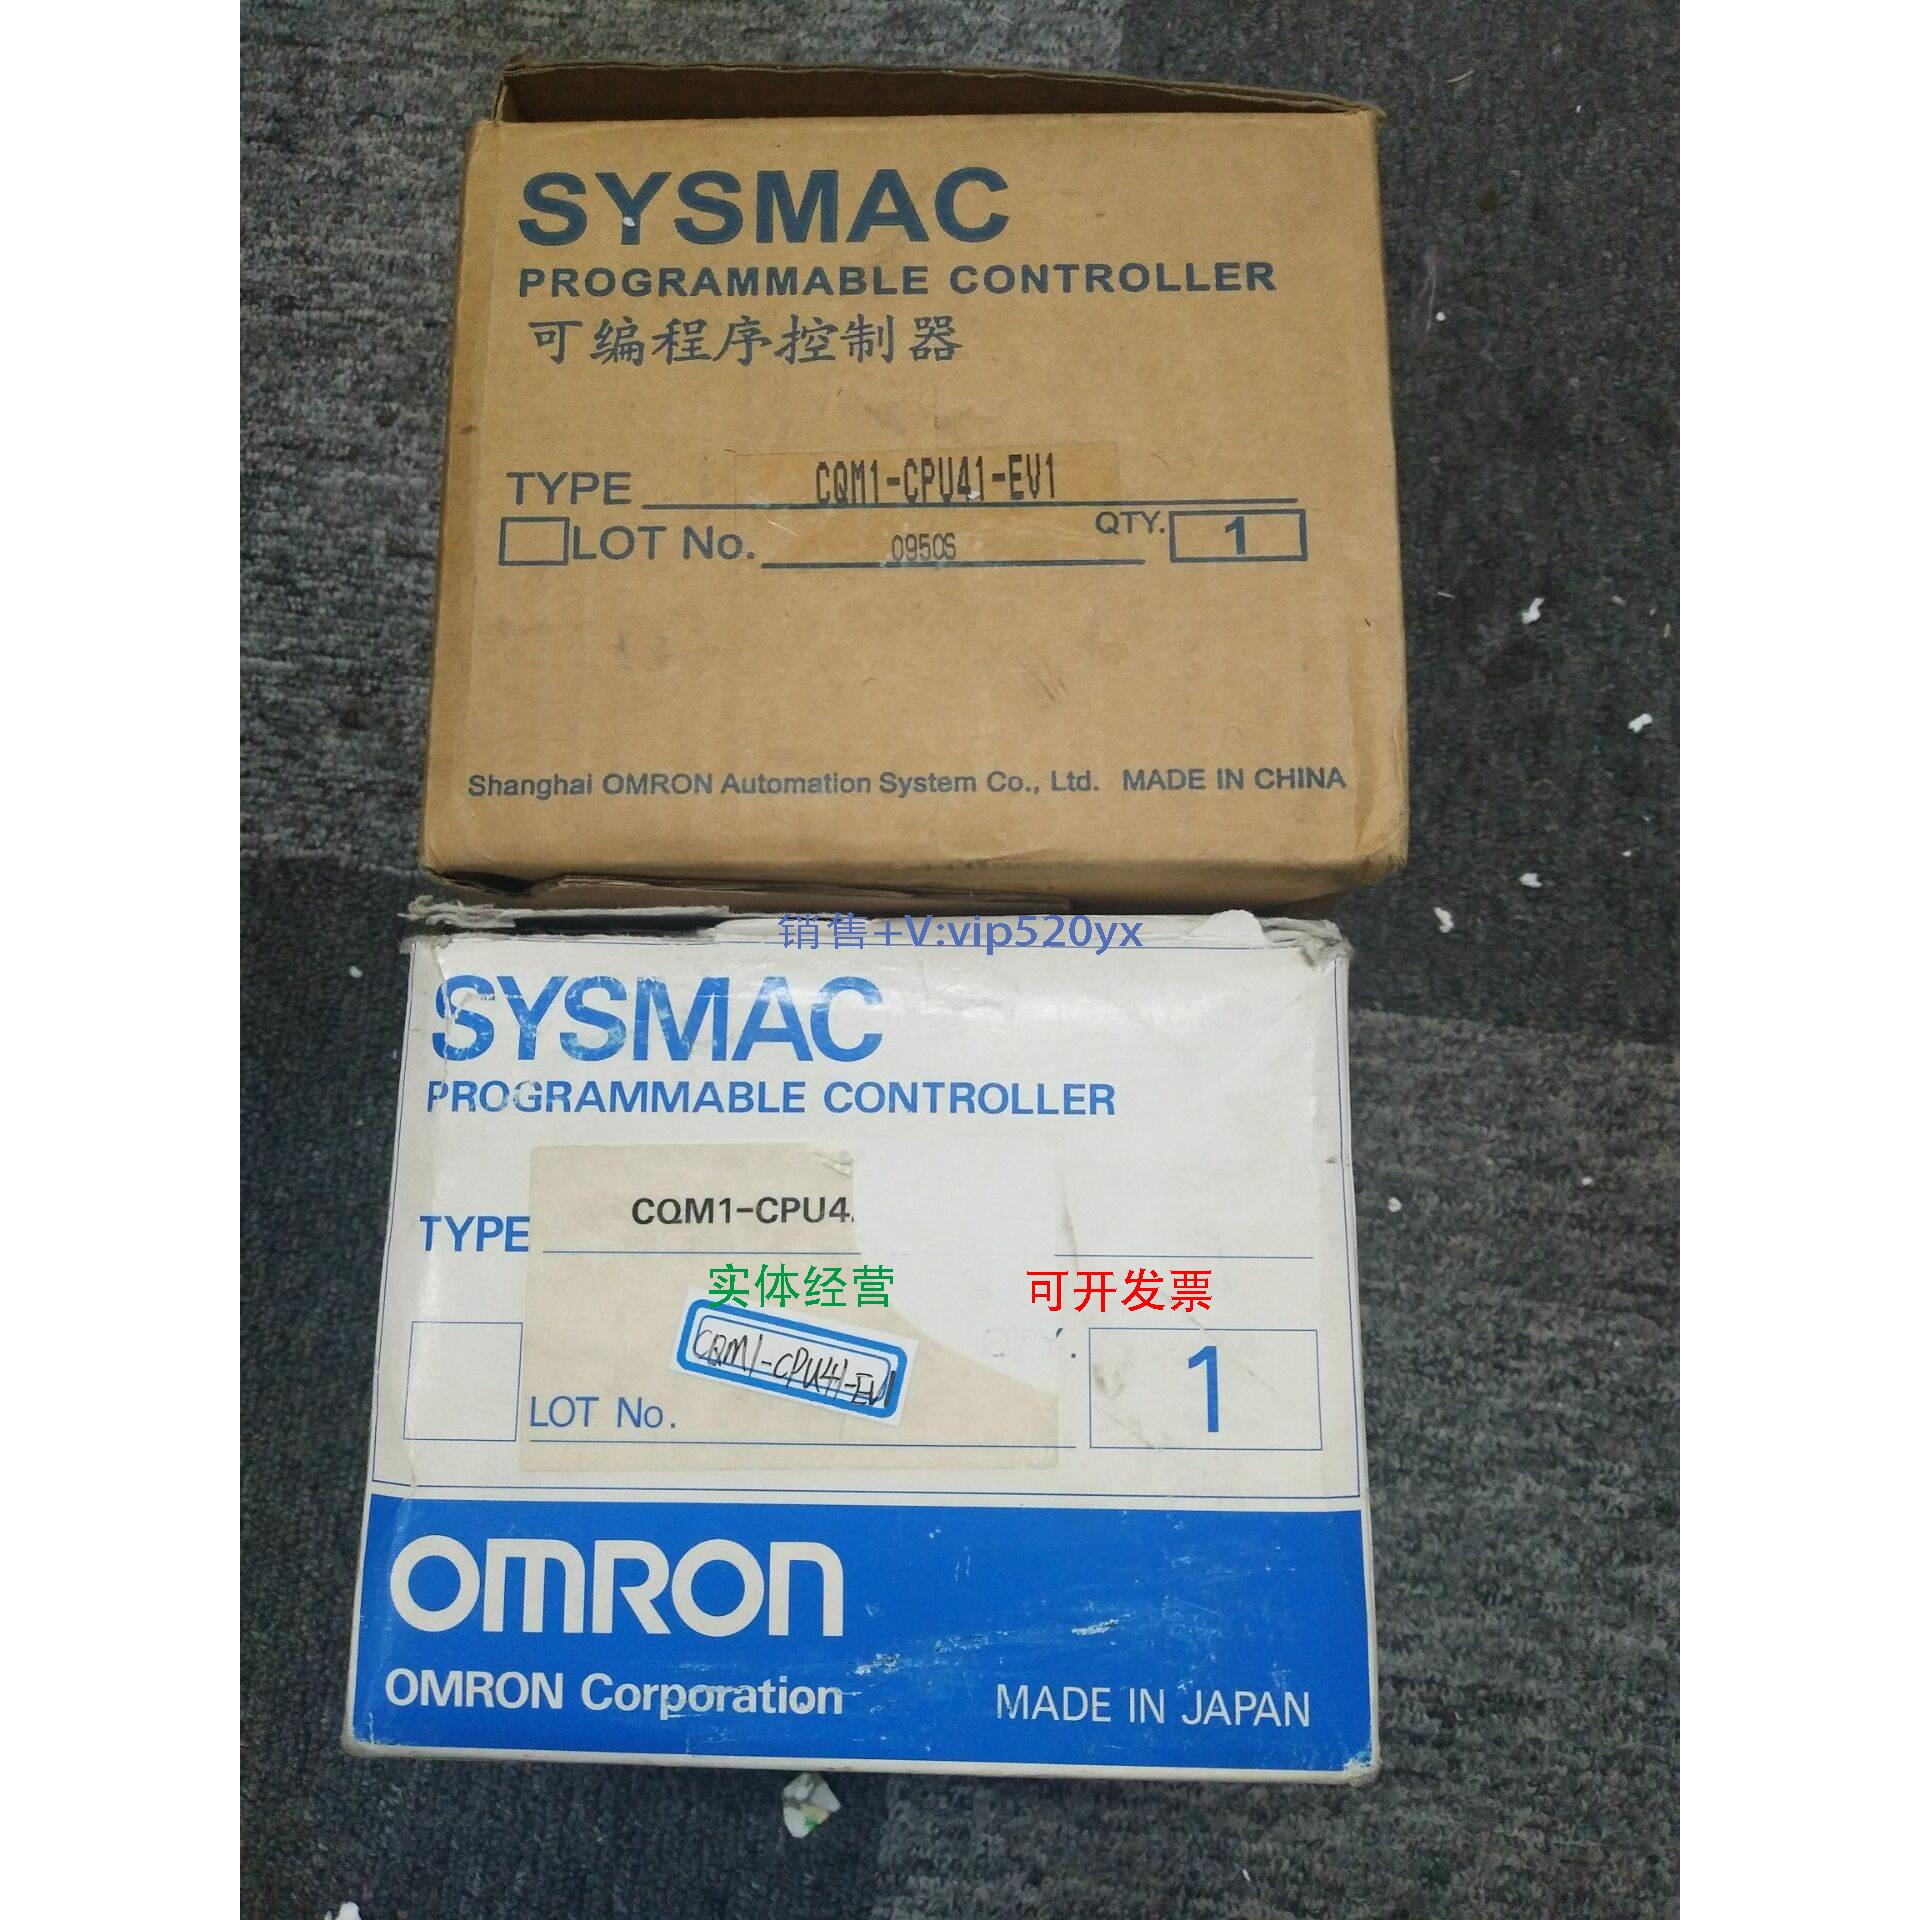 SYSMAC
PROGRAMMABLE CONTROLLER
可编程序控制器
TYPE CQM1-CPU41-EV1
LOT No. 0950S QTY. 1
Shanghai OMRON Automation System Co., Ltd. MADE IN CHINA
销售+V:vip520yx
SYSMAC
PROGRAMMABLE CONTROLLER
TYPE CQM1-CPU4
实体经营 可开发票
CQM1-CPU41-EV1
LOT No. 1
OMRON
OMRON Corporation MADE IN JAPAN